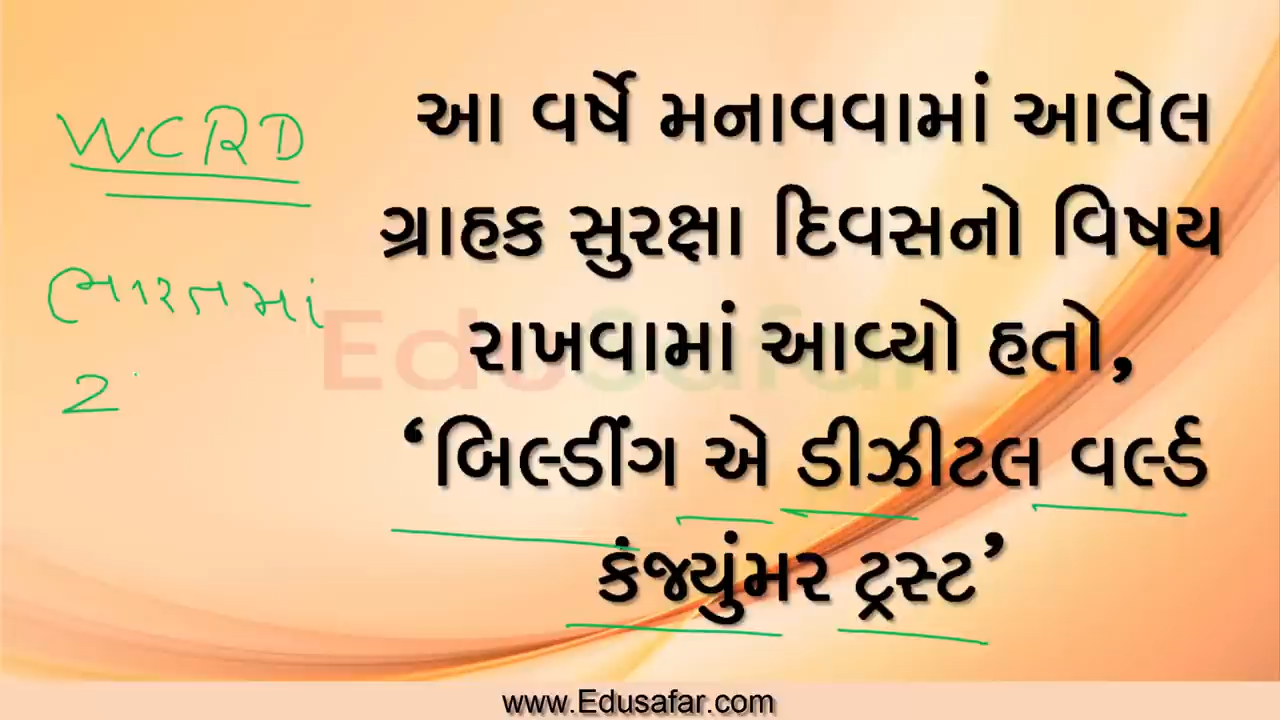 WCRD
ભારતમાં
2
આ વર્ષે મનાવવામાં આવેલ
ગ્રાહક સુરક્ષા દિવસનો વિષય
રાખવામાં આવ્યો હતો,
‘બિલ્ડીંગ એ ડીઝીટલ વર્લ્ડ
કંજ્યુંમર ટ્રસ્ટ’
EduSafar
www.Edusafar.com